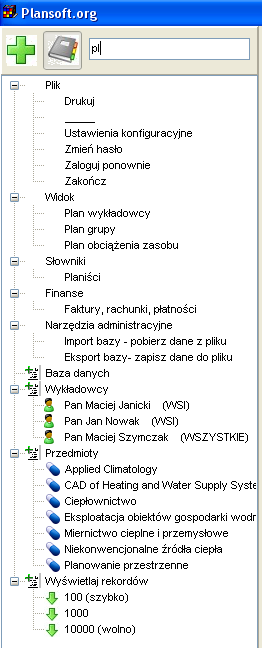 Plansoft.org
pl
Plik
Drukuj
_____
Ustawienia konfiguracyjne
Zmień hasło
Zaloguj ponownie
Zakończ
Widok
Plan wykładowcy
Plan grupy
Plan obciążenia zasobu
Słowniki
Planiści
Finanse
Faktury, rachunki, płatności
Narzędzia administracyjne
Import bazy - pobierz dane z pliku
Eksport bazy- zapisz dane do pliku
Baza danych
Wykładowcy
Pan Maciej Janicki (WSI)
Pan Jan Nowak (WSI)
Pan Maciej Szymczak (WSZYSTKIE)
Przedmioty
Applied Climatology
CAD of Heating and Water Supply Syste
Ciepłownictwo
Eksploatacja obiektów gospodarki wodr
Miernictwo cieplne i przemysłowe
Niekonwencjonalne źródła ciepła
Planowanie przestrzenne
Wyświetlaj rekordów
100 (szybko)
1000
10000 (wolno)